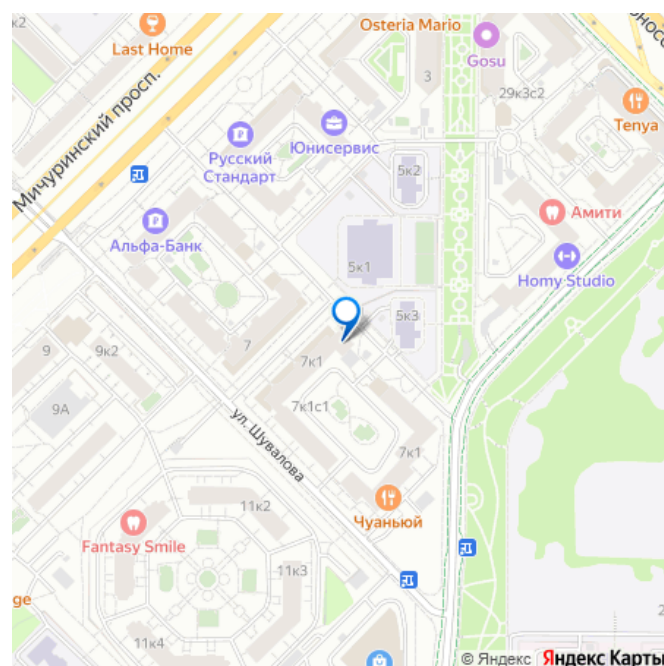 Last Home
Osteria Mario
Gosu
3
29к3с2
Tenya
Мичуринский просп.
Юнисервис
Русский
Стандарт
5к2
Амити
Альфа-Банк
5к1
Homy Studio
5к3
7
9
9к2
7к1
9А
7к1с1
ул. Шувалова
7к1
Чуаньюй
11к2
Fantasy Smile
11к3
ge
11к4
2
© Яндекс Яндекс Карты